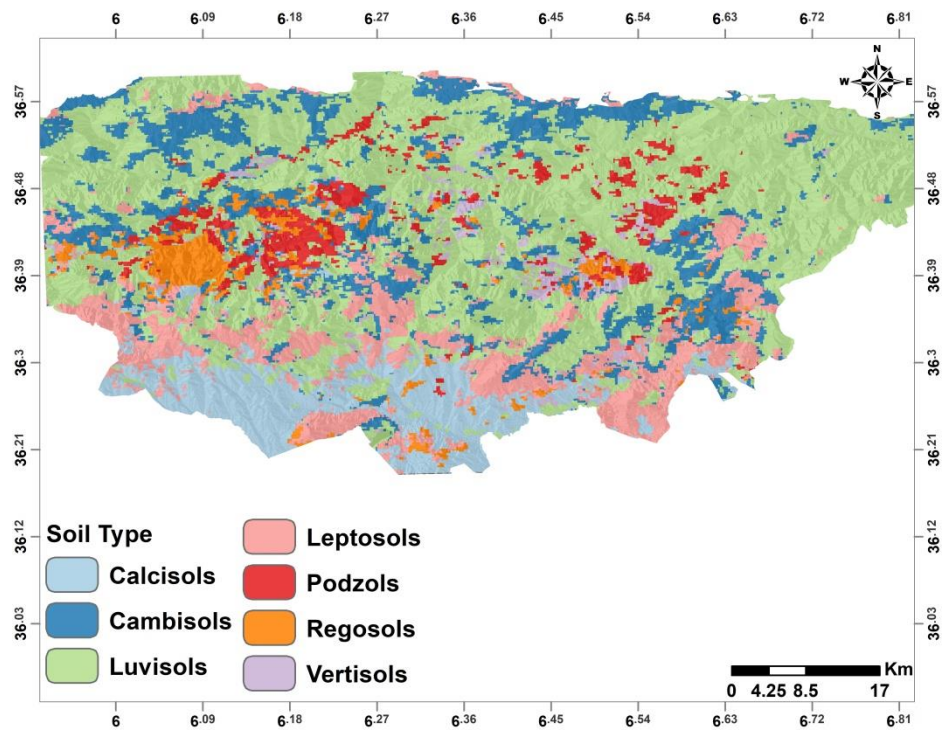 6 6.09 6.18 6.27 6.36 6.45 6.54 6.63 6.72 6.81
N
W E
S
36.57 36.57
36.48 36.48
36.39 36.39
36.3 36.3
36.21 36.21
36.12 36.12
36.03 36.03
Soil Type
Calcisols
Cambisols
Luvisols
Leptosols
Podzols
Regosols
Vertisols
Km
0 4.25 8.5 17
6 6.09 6.18 6.27 6.36 6.45 6.54 6.63 6.72 6.81